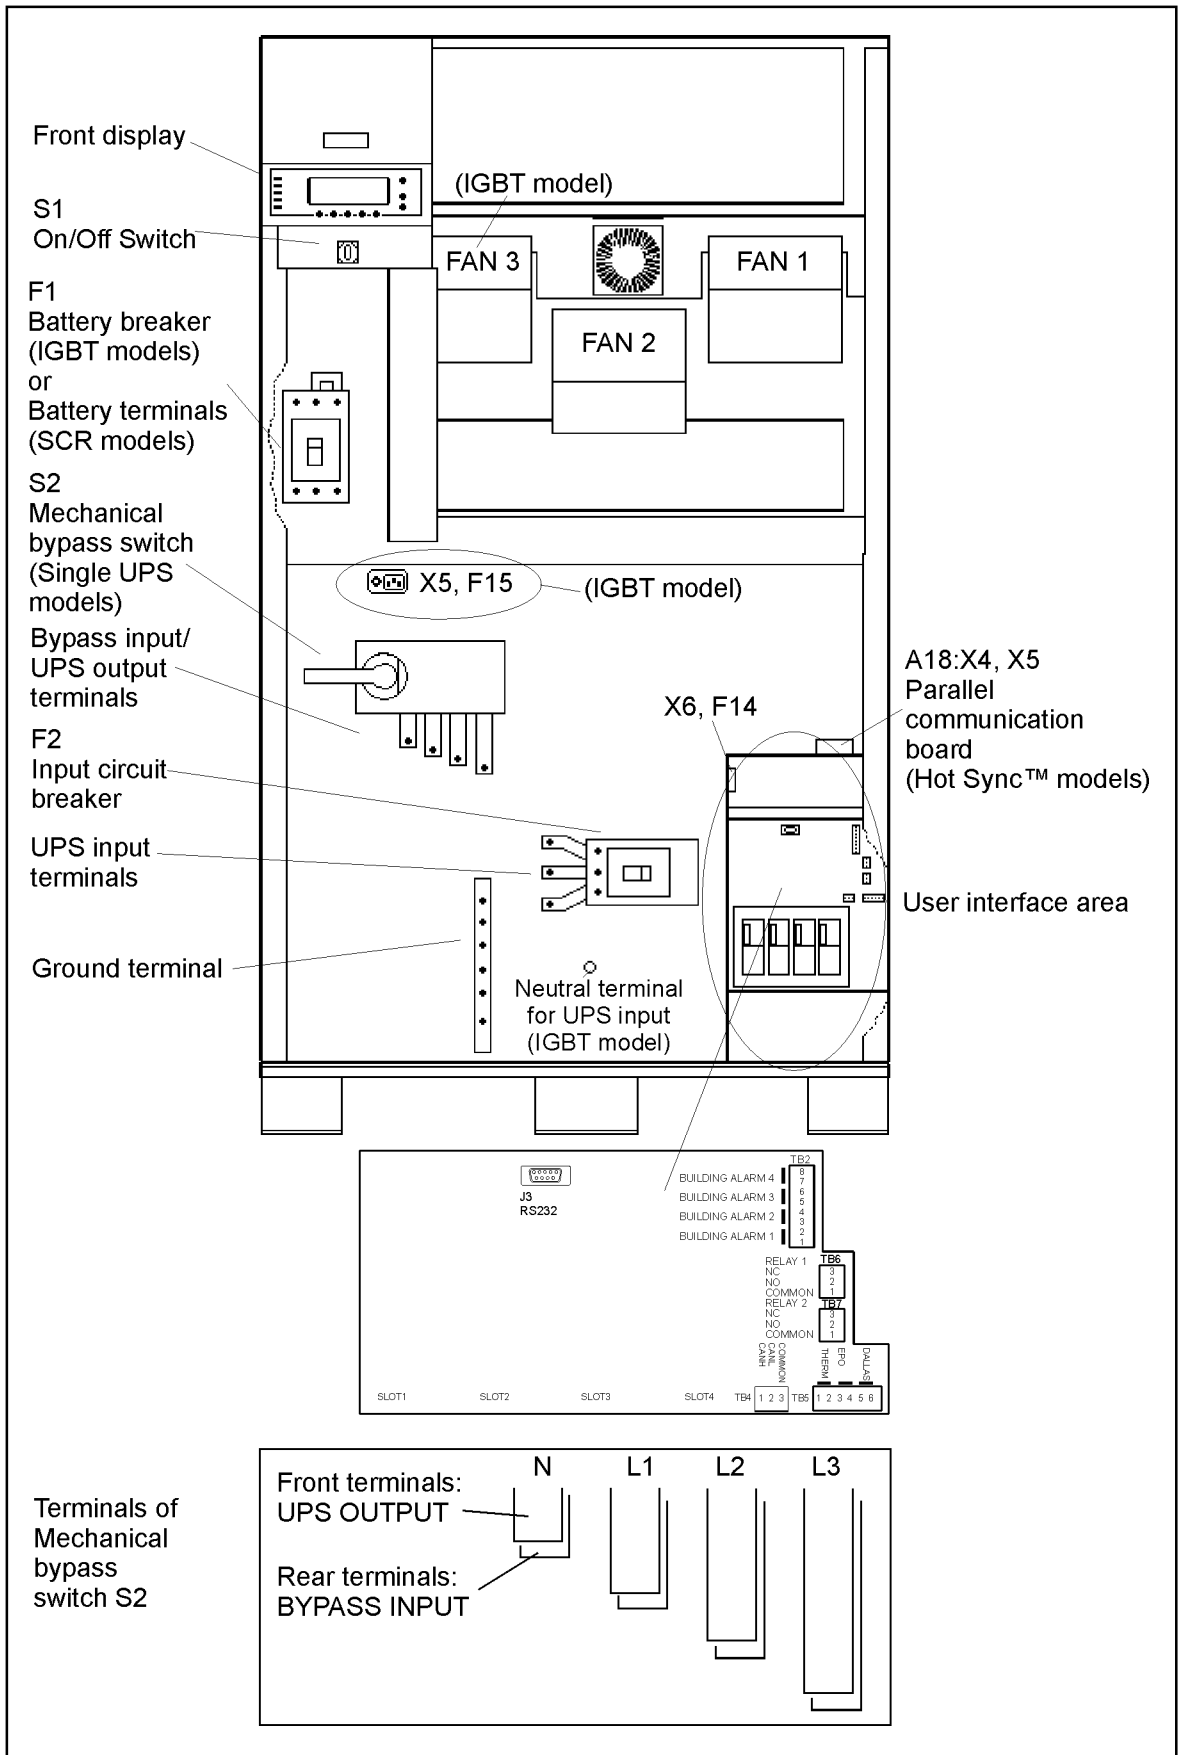 Front display
(IGBT model)
S1
On/Off Switch
FAN 3
FAN 1
FAN 2
F1
Battery breaker
(IGBT models)
or
Battery terminals
(SCR models)
S2
Mechanical
bypass switch
(Single UPS
models)
X5, F15
(IGBT model)
Bypass input/
UPS output
terminals
A18:X4, X5
Parallel
communication
board
(Hot Sync™ models)
X6, F14
F2
Input circuit
breaker
UPS input
terminals
User interface area
Ground terminal
Neutral terminal
for UPS input
(IGBT model)
J3
RS232
TB2
BUILDING ALARM 4
BUILDING ALARM 3
BUILDING ALARM 2
BUILDING ALARM 1
8
7
6
5
4
3
2
1
RELAY 1 TB6
NC 3
NO 2
COMMON 1
RELAY 2 TB7
NC 3
NO 2
COMMON 1
CANH
CANL
COMMON
THERM
EPO
DALLAS
SLOT1 SLOT2 SLOT3 SLOT4 TB4 1 2 3 TB5 1 2 3 4 5 6
N L1 L2 L3
Front terminals:
UPS OUTPUT
Rear terminals:
BYPASS INPUT
Terminals of
Mechanical
bypass
switch S2